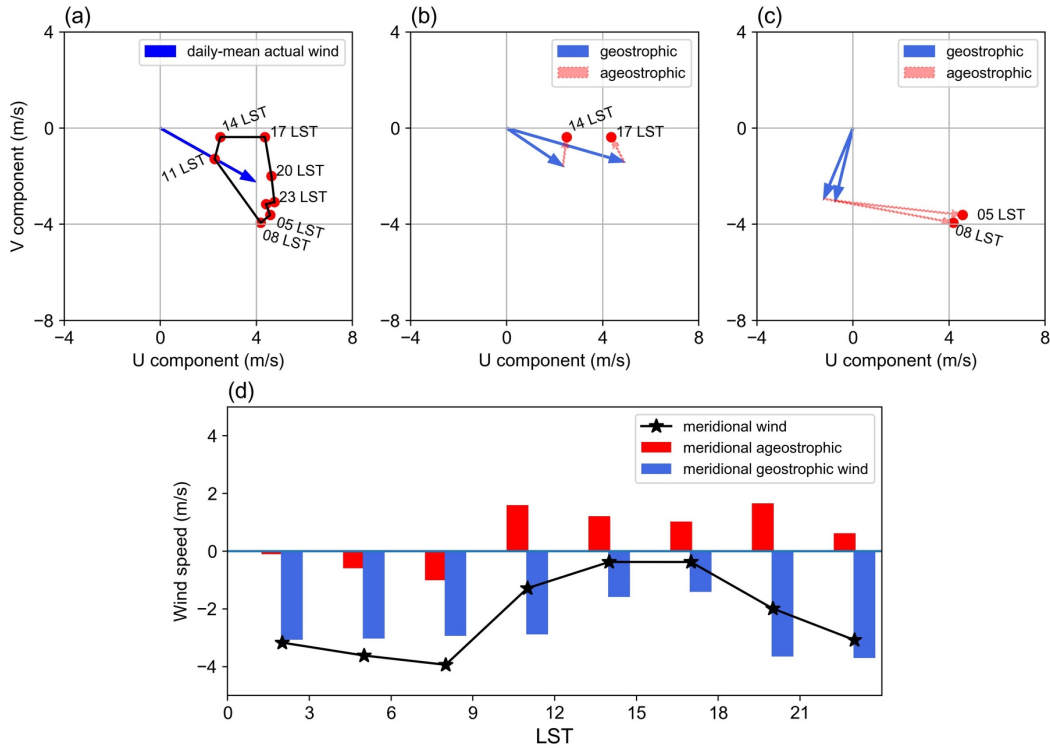 (a)
daily-mean actual wind
14 LST
17 LST
11 LST
20 LST
23 LST
05 LST
08 LST
4
0
−4
−8
V component (m/s)
−4 0 4 8
U component (m/s)
(b)
geostrophic
ageostrophic
14 LST
17 LST
4
0
−4
−8
−4 0 4 8
U component (m/s)
(c)
geostrophic
ageostrophic
05 LST
08 LST
4
0
−4
−8
−4 0 4 8
U component (m/s)
(d)
meridional wind
meridional ageostrophic
meridional geostrophic wind
4
2
0
−2
−4
Wind speed (m/s)
0 3 6 9 12 15 18 21
LST